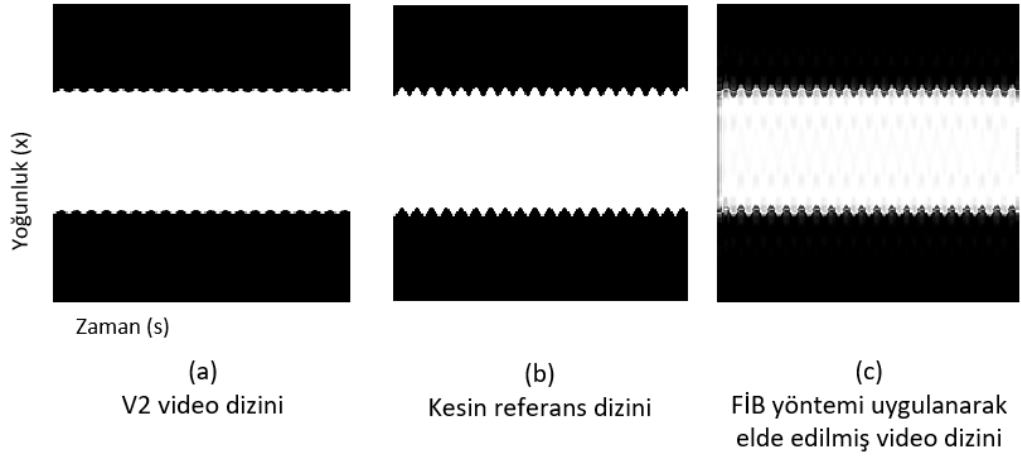 Yoğunluk (x)
Zaman (s)
(a)
V2 video dizini
(b)
Kesin referans dizini
(c)
FİB yöntemi uygulanarak
elde edilmiş video dizini